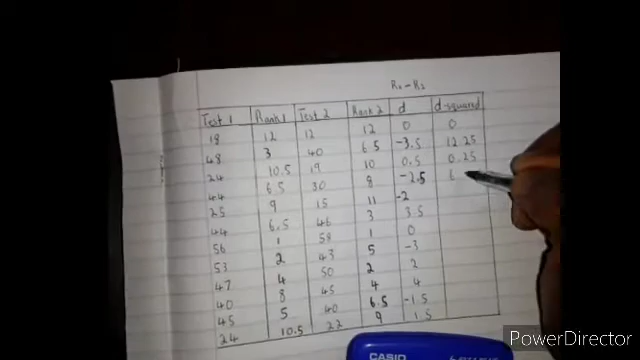 R1 – R2
Test 1 Rank 1 Test 2 Rank 2 d d-squared
18 12 12 12 0 0
48 3 40 6.5 -3.5 12.25
24 10.5 19 10 0.5 0.25
44 6.5 30 8 -2.5 6
25 9 15 11 -2
44 6.5 46 3 3.5
56 1 58 1 0
53 2 43 5 -3
47 4 50 2 2
40 8 45 4 4
45 5 40 6.5 -1.5
24 10.5 22 9 1.5
CASIO
PowerDirector